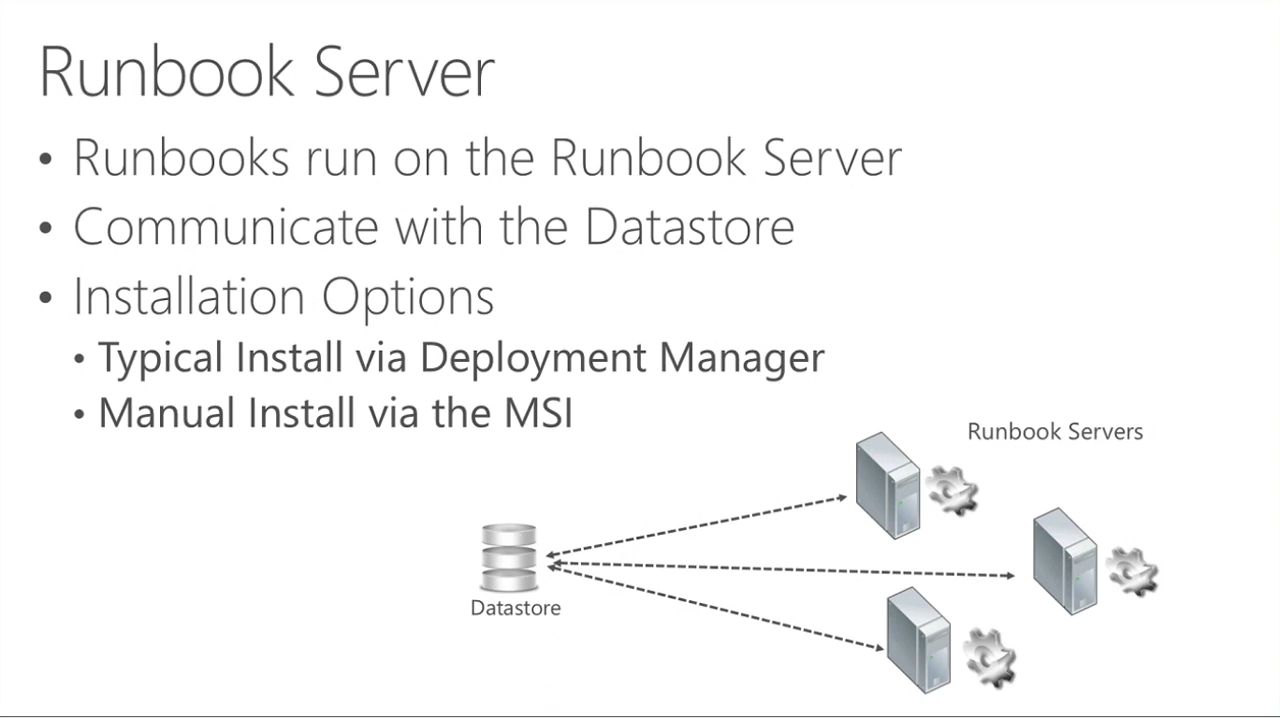 Runbook Server
• Runbooks run on the Runbook Server
• Communicate with the Datastore
• Installation Options
• Typical Install via Deployment Manager
• Manual Install via the MSI
Runbook Servers
Datastore